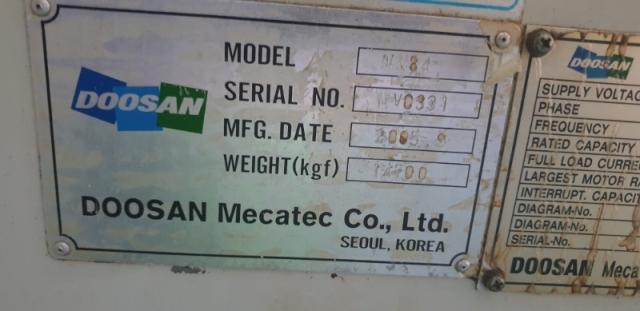 DOOSAN
MODEL
SERIAL NO.
MFG. DATE
WEIGHT(kgf)
DOOSAN Mecatec Co., Ltd.
SEOUL, KOREA
DOOSAN
SUPPLY VOLTAG
PHASE
FREQUENCY
RATED CAPACITY
FULL LOAD CURRE
LARGEST MOTOR R
INTERRUPT. CAPACI
DIAGRAM-No.
DIAGRAM-No.
SERIAL-No.
DOOSAN Meca